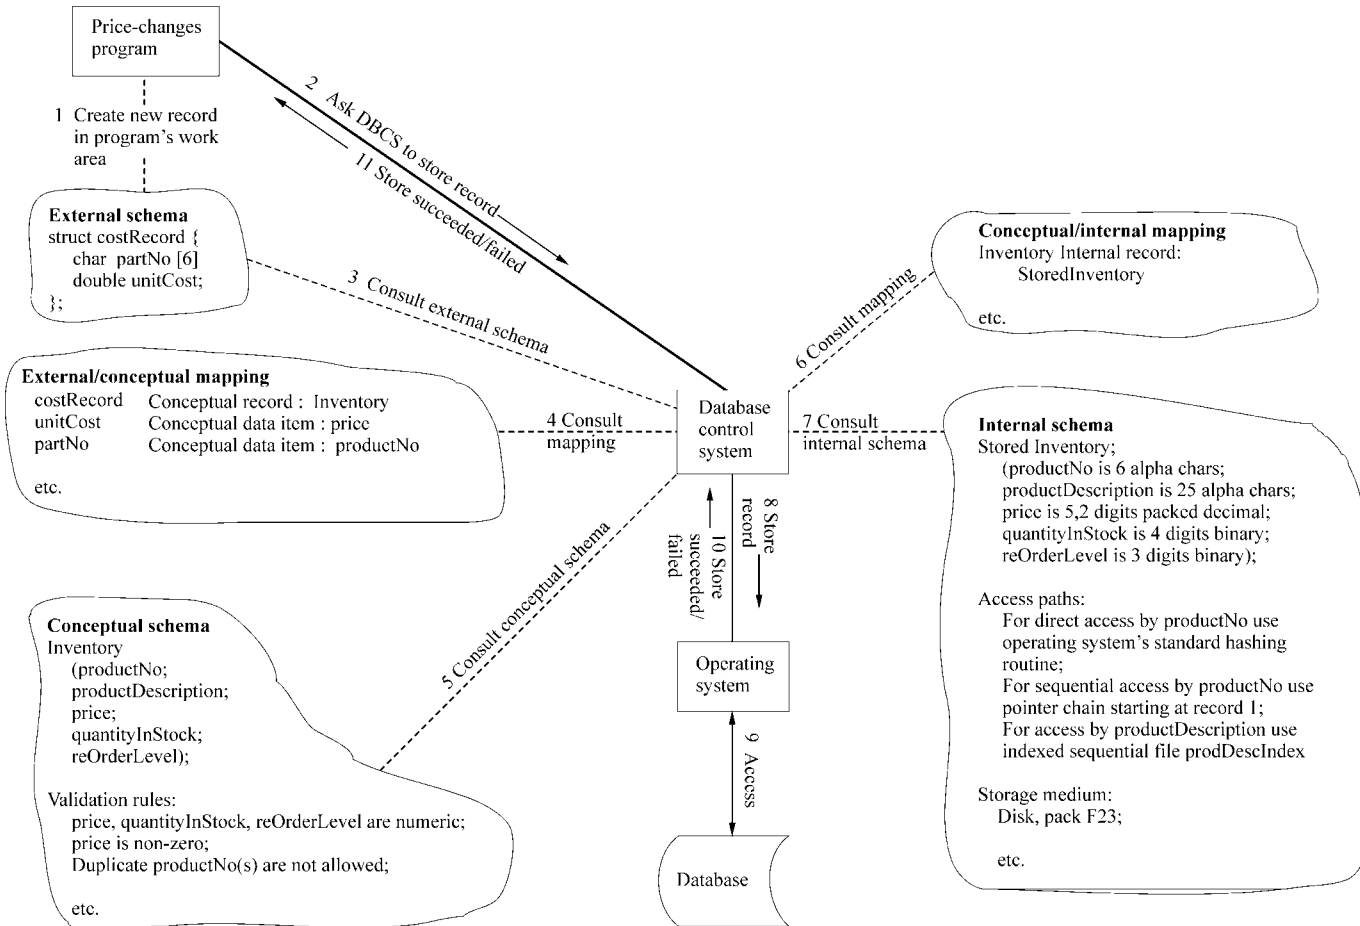 Price-changes
program
1 Create new record
in program's work
area
2 Ask DBCS to store record
11 Store succeeded/failed
External schema
struct costRecord {
char partNo [6]
double unitCost;
};
3 Consult external schema
Conceptual/internal mapping
Inventory Internal record:
StoredInventory
etc.
6 Consult mapping
External/conceptual mapping
costRecord Conceptual record : Inventory
unitCost Conceptual data item : price
partNo Conceptual data item : productNo
etc.
4 Consult
mapping
Database
control
system
7 Consult
internal schema
Internal schema
Stored Inventory;
(productNo is 6 alpha chars;
productDescription is 25 alpha chars;
price is 5,2 digits packed decimal;
quantityInStock is 4 digits binary;
reOrderLevel is 3 digits binary);
Access paths:
For direct access by productNo use
operating system's standard hashing
routine;
For sequential access by productNo use
pointer chain starting at record 1;
For access by productDescription use
indexed sequential file prodDescIndex
Storage medium:
Disk, pack F23;
etc.
8 Store
record
10 Store
succeeded/
failed
5 Consult conceptual schema
Conceptual schema
Inventory
(productNo;
productDescription;
price;
quantityInStock;
reOrderLevel);
Validation rules:
price, quantityInStock, reOrderLevel are numeric;
price is non-zero;
Duplicate productNo(s) are not allowed;
etc.
Operating
system
9 Access
Database